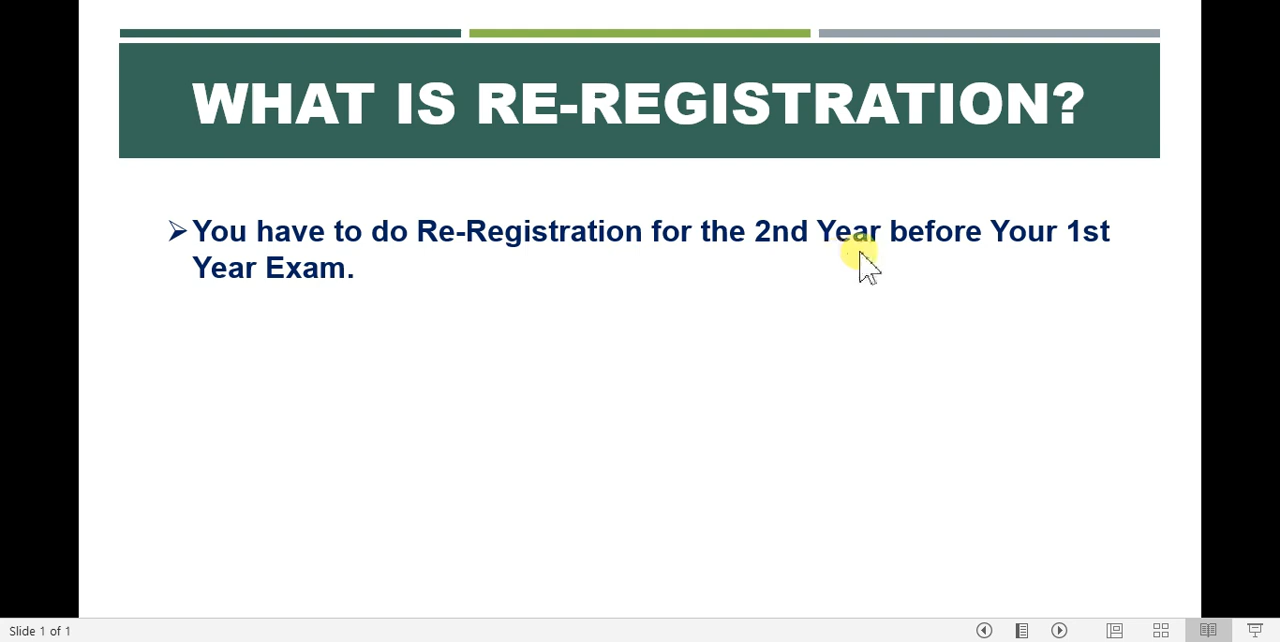 WHAT IS RE-REGISTRATION?
➢ You have to do Re-Registration for the 2nd Year before Your 1st
Year Exam.
Slide 1 of 1